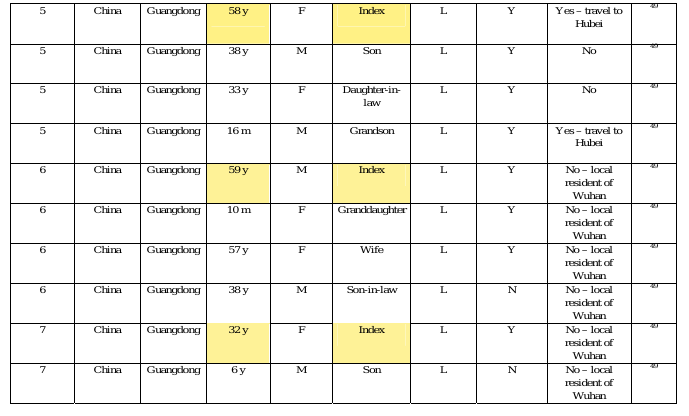 5 China Guangdong 58 y F Index L Y Yes – travel to Hubei 49
5 China Guangdong 38 y M Son L Y No 49
5 China Guangdong 33 y F Daughter-in-law L Y No 49
5 China Guangdong 16 m M Grandson L Y Yes – travel to Hubei 49
6 China Guangdong 59 y M Index L Y No – local resident of Wuhan 49
6 China Guangdong 10 m F Granddaughter L Y No – local resident of Wuhan 49
6 China Guangdong 57 y F Wife L Y No – local resident of Wuhan 49
6 China Guangdong 38 y M Son-in-law L N No – local resident of Wuhan 49
7 China Guangdong 32 y F Index L Y No – local resident of Wuhan 49
7 China Guangdong 6 y M Son L N No – local resident of Wuhan 49